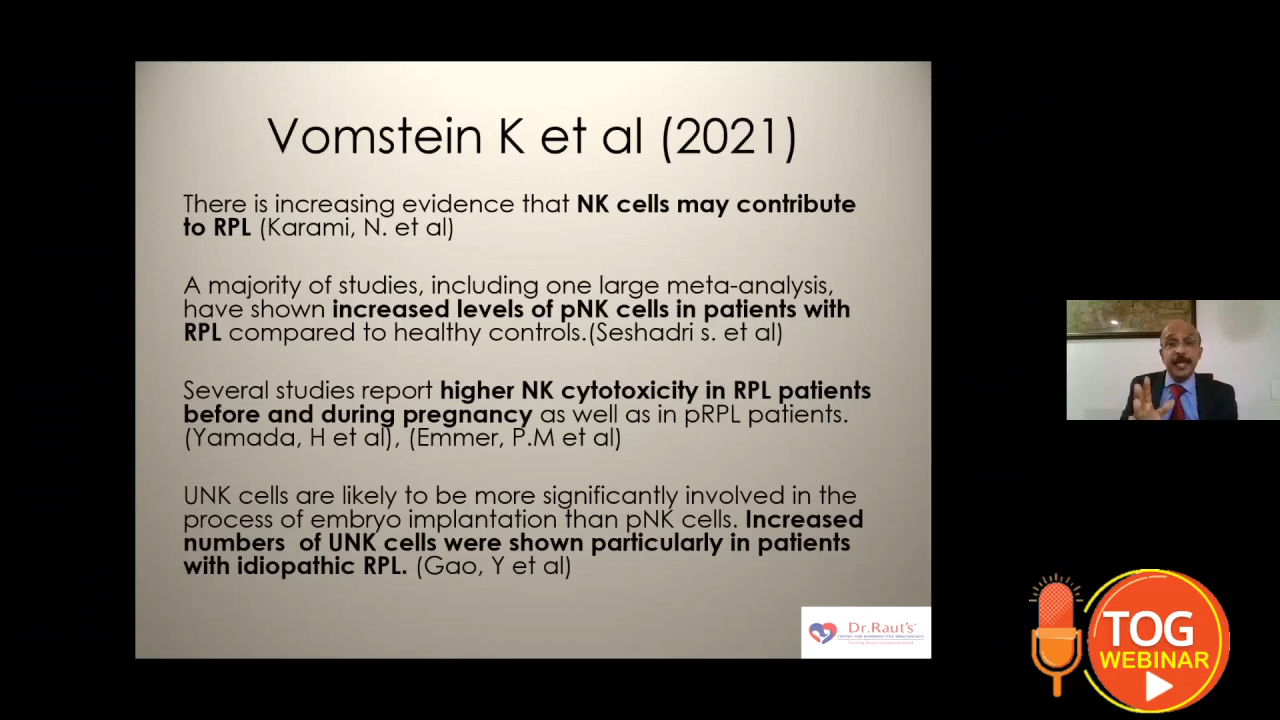 Vomstein K et al (2021)
There is increasing evidence that NK cells may contribute
to RPL (Karami, N. et al)
A majority of studies, including one large meta-analysis,
have shown increased levels of pNK cells in patients with
RPL compared to healthy controls.(Seshadri s. et al)
Several studies report higher NK cytotoxicity in RPL patients
before and during pregnancy as well as in pRPL patients.
(Yamada, H et al), (Emmer, P.M et al)
UNK cells are likely to be more significantly involved in the
process of embryo implantation than pNK cells. Increased
numbers of UNK cells were shown particularly in patients
with idiopathic RPL. (Gao, Y et al)
Dr.Raut's
TOG
WEBINAR